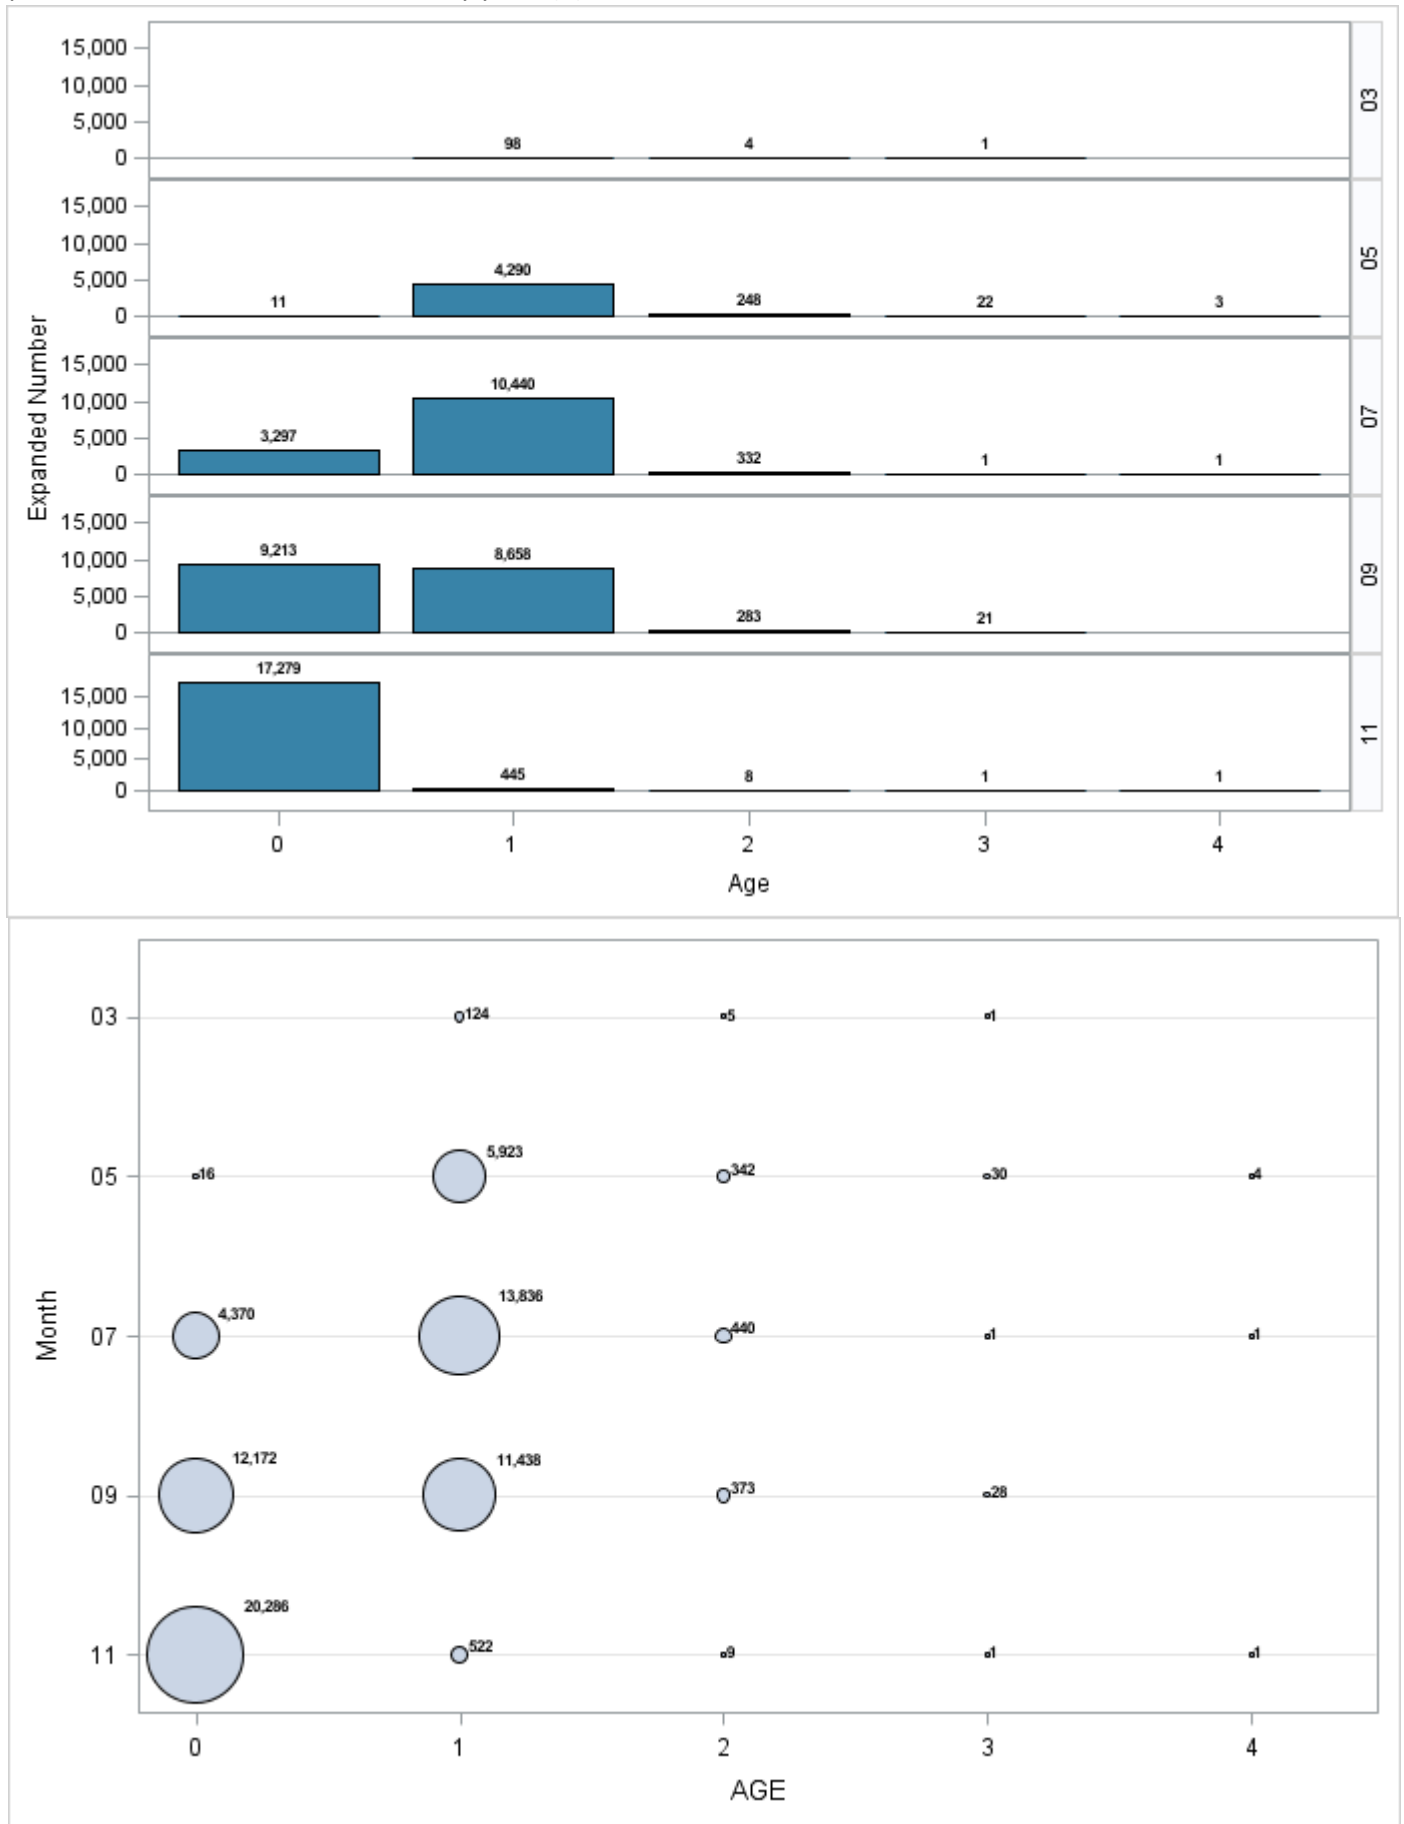 15,000
10,000
5,000
0
98 4 1
03
15,000
10,000
5,000
0
11 4,290 248 22 3
05
15,000
10,000
5,000
0
3,297 10,440 332 1 1
07
15,000
10,000
5,000
0
9,213 8,658 283 21
09
17,279
15,000
10,000
5,000
0
445 8 1 1
11
Expanded Number
0 1 2 3 4
Age
03 124 5 1
05 16 5,923 342 30 4
07 4,370 13,836 440 1 1
09 12,172 11,438 373 28
11 20,286 522 9 1 1
Month
0 1 2 3 4
AGE